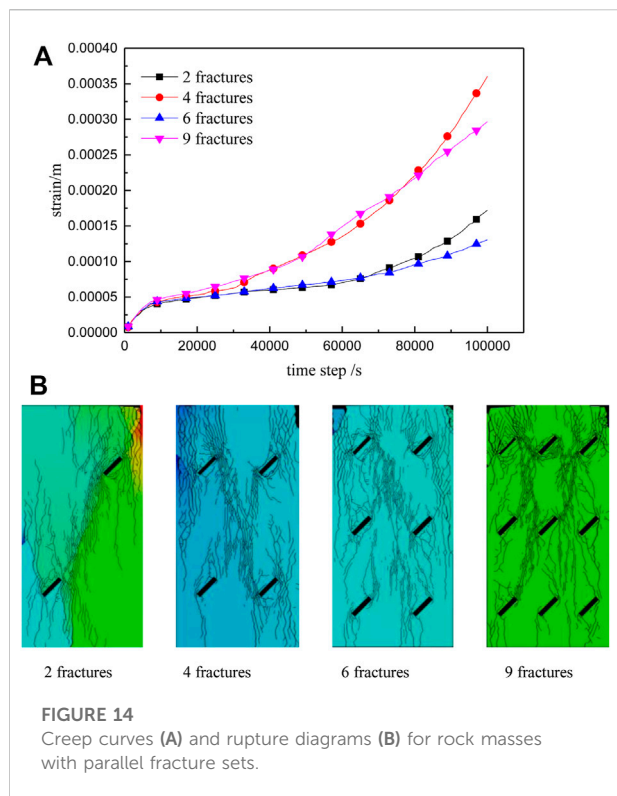 A
0.00040
0.00035
0.00030
0.00025
0.00020
0.00015
0.00010
0.00005
0.00000
strain/m
2 fractures
4 fractures
6 fractures
9 fractures
0 20000 40000 60000 80000 100000
time step /s
B
2 fractures 4 fractures 6 fractures 9 fractures
FIGURE 14
Creep curves (A) and rupture diagrams (B) for rock masses
with parallel fracture sets.